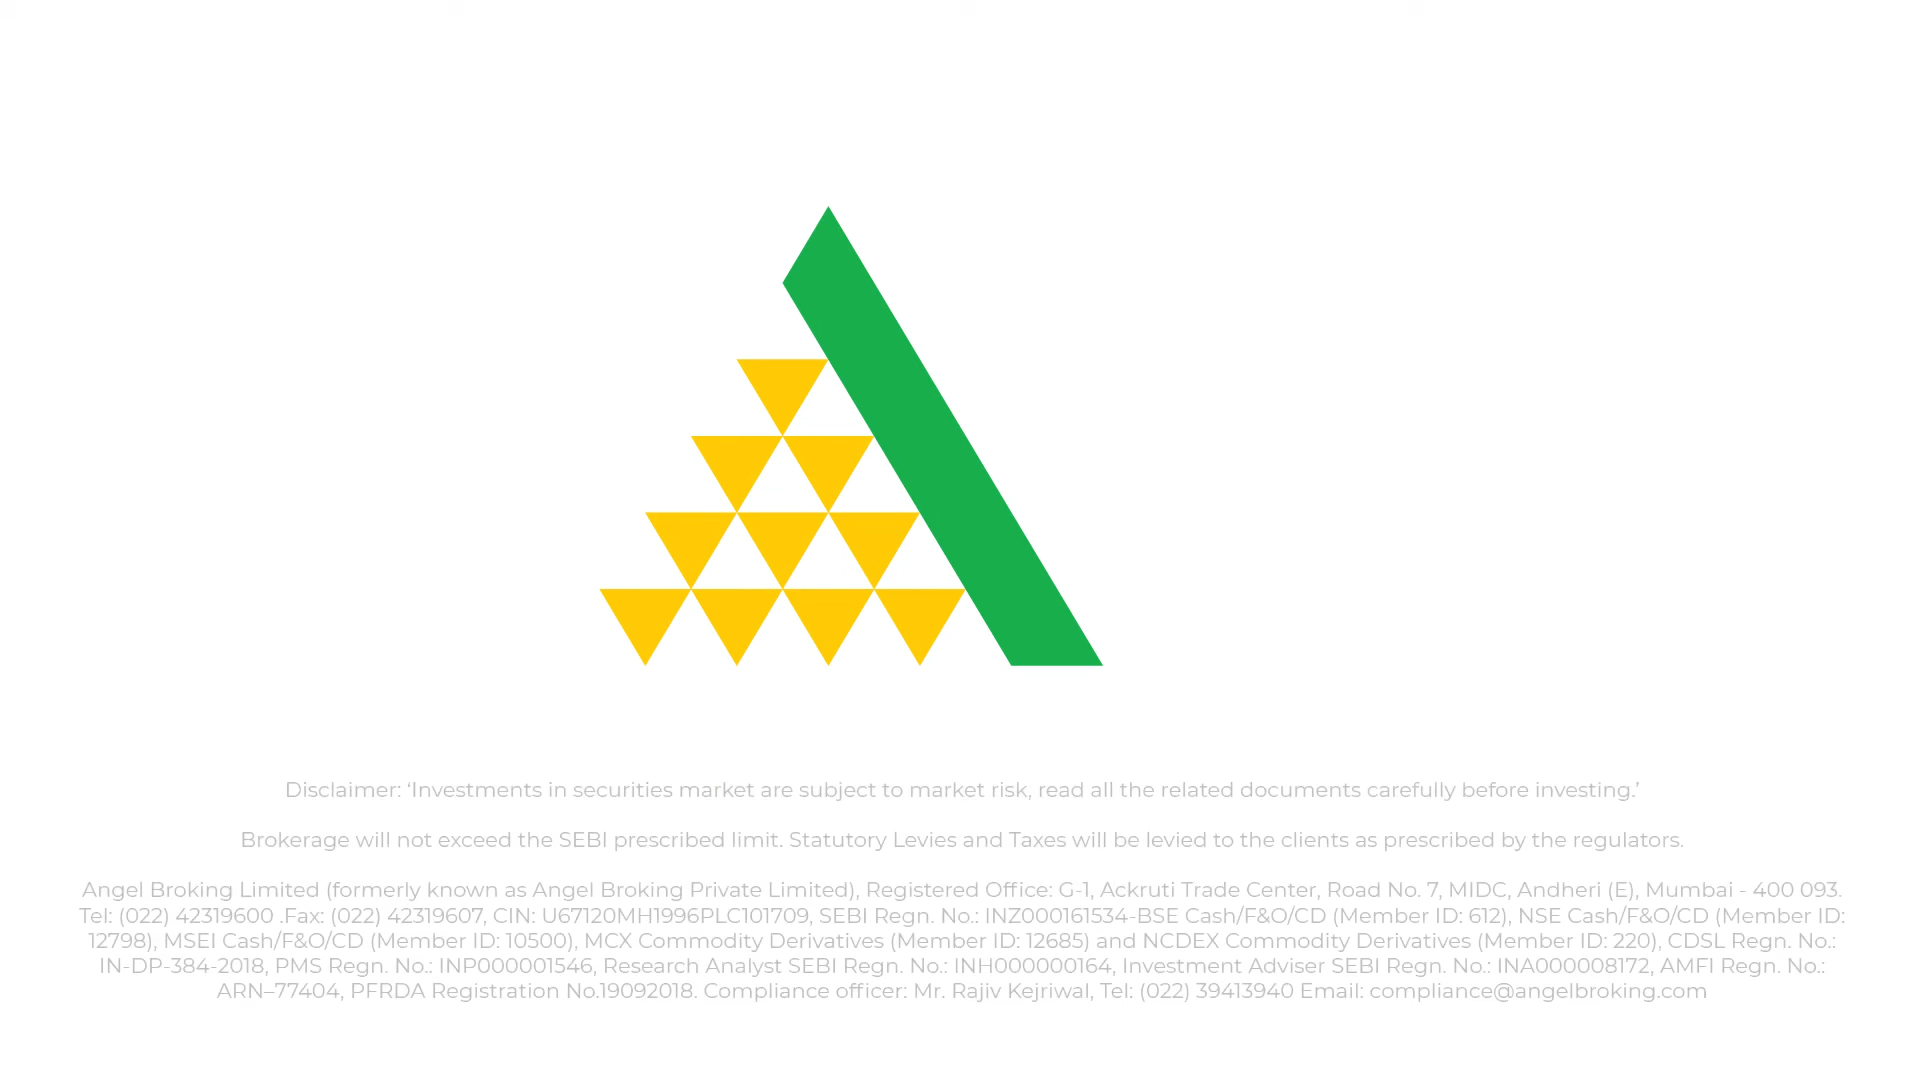 Disclaimer: ‘Investments in securities market are subject to market risk, read all the related documents carefully before investing.’
Brokerage will not exceed the SEBI prescribed limit. Statutory Levies and Taxes will be levied to the clients as prescribed by the regulators.
Angel Broking Limited (formerly known as Angel Broking Private Limited), Registered Office: G-1, Ackruti Trade Center, Road No. 7, MIDC, Andheri (E), Mumbai - 400 093.
Tel: (022) 42319600 .Fax: (022) 42319607, CIN: U67120MH1996PLC101709, SEBI Regn. No.: INZ000161534-BSE Cash/F&O/CD (Member ID: 612), NSE Cash/F&O/CD (Member ID:
12798), MSEI Cash/F&O/CD (Member ID: 10500), MCX Commodity Derivatives (Member ID: 12685) and NCDEX Commodity Derivatives (Member ID: 220), CDSL Regn. No.:
IN-DP-384-2018, PMS Regn. No.: INP000001546, Research Analyst SEBI Regn. No.: INH000000164, Investment Adviser SEBI Regn. No.: INA000008172, AMFI Regn. No.:
ARN–77404, PFRDA Registration No.19092018. Compliance officer: Mr. Rajiv Kejriwal, Tel: (022) 39413940 Email: compliance@angelbroking.com